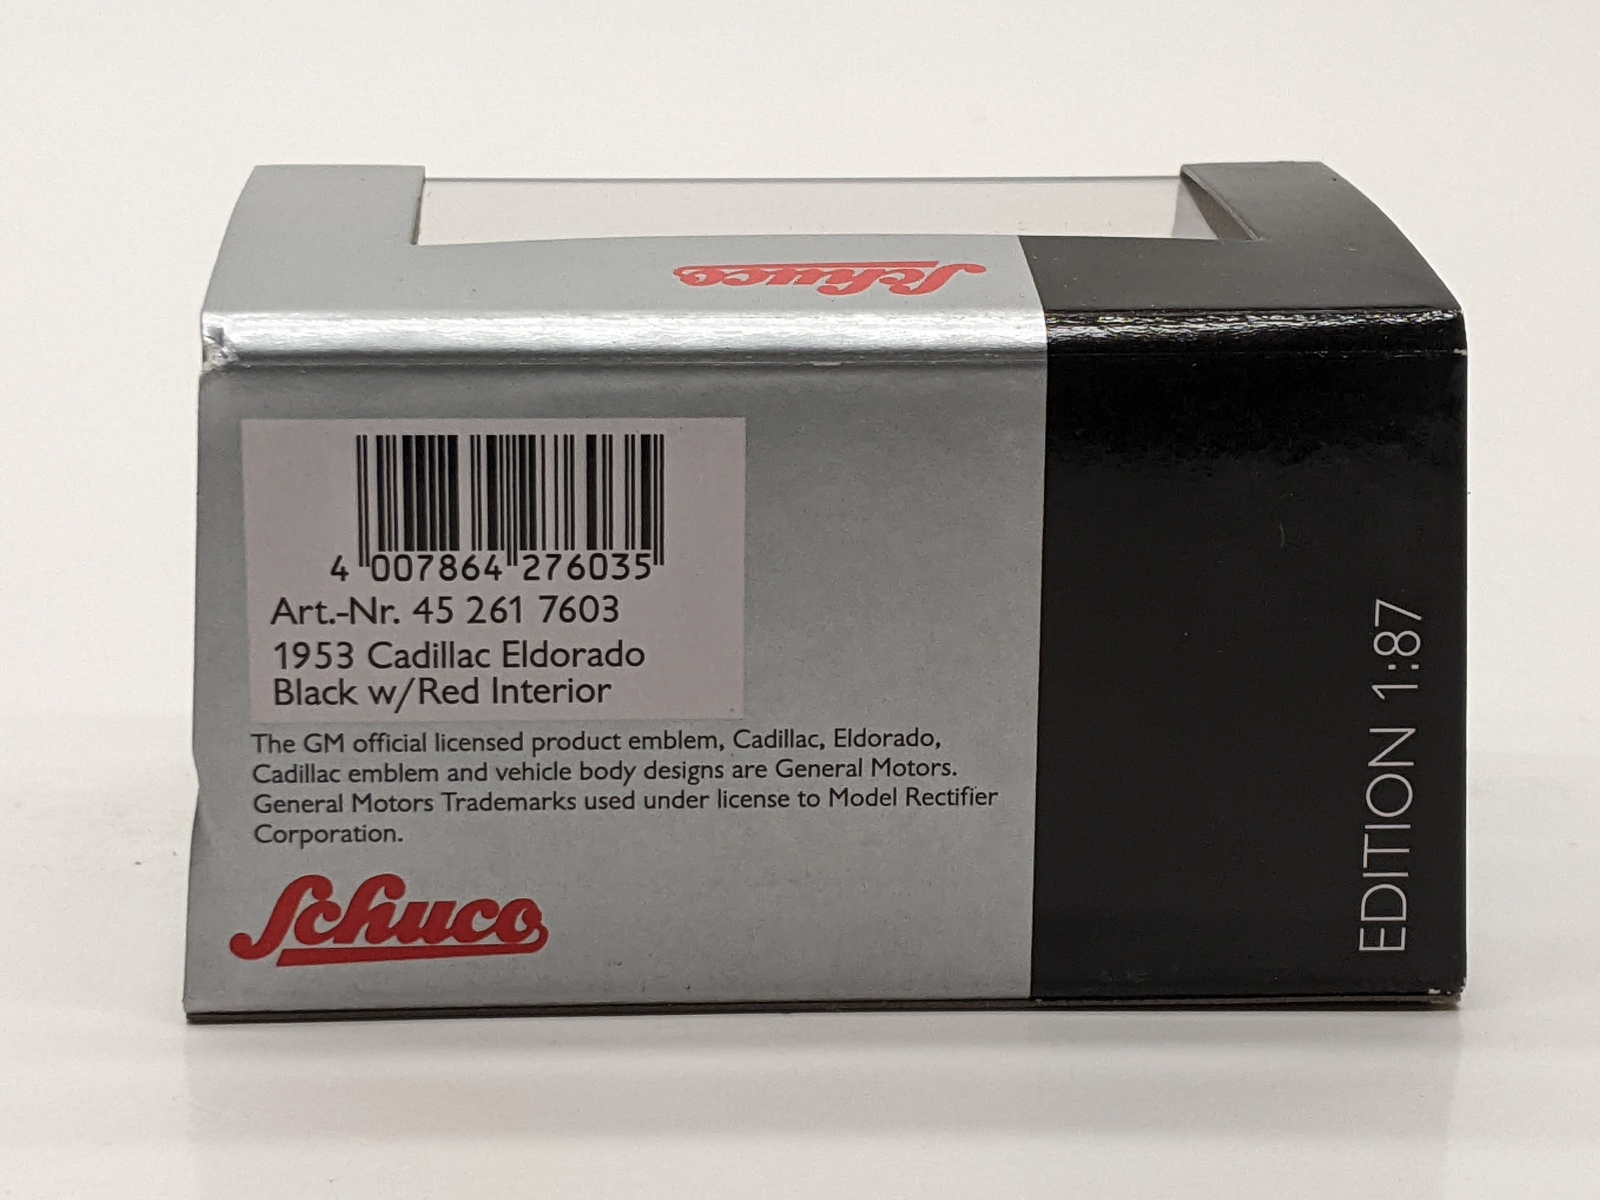 Schuco
4 007864 276035
Art.-Nr. 45 261 7603
1953 Cadillac Eldorado
Black w/Red Interior
The GM official licensed product emblem, Cadillac, Eldorado,
Cadillac emblem and vehicle body designs are General Motors.
General Motors Trademarks used under license to Model Rectifier
Corporation.
Schuco
EDITION 1:87